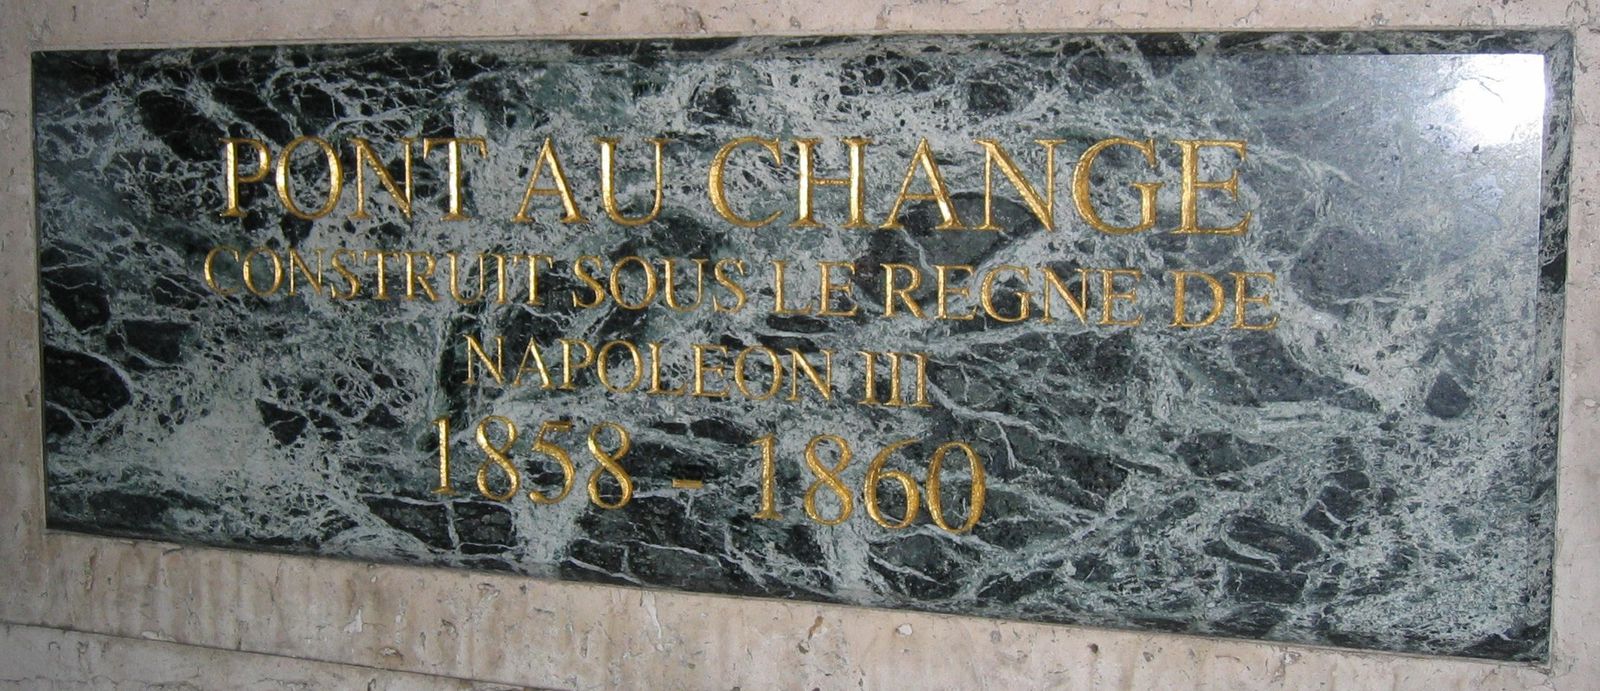 PONT AU CHANGE
CONSTRUIT SOUS LE REGNE DE
NAPOLEON III
1858 - 1860